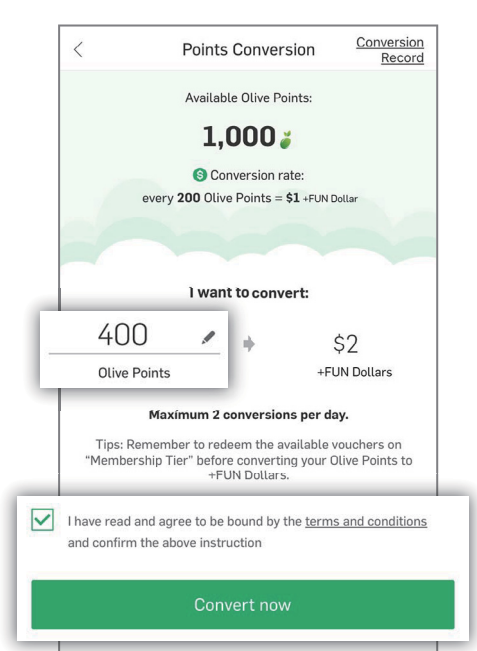 Points Conversion
Conversion
Record
Available Olive Points:
1,000
Conversion rate:
every 200 Olive Points = $1 +FUN Dollar
I want to convert:
400
$2
Olive Points
+FUN Dollars
Maximum 2 conversions per day.
Tips: Remember to redeem the available vouchers on
“Membership Tier” before converting your Olive Points to
+FUN Dollars.
I have read and agree to be bound by the terms and conditions
and confirm the above instruction
Convert now